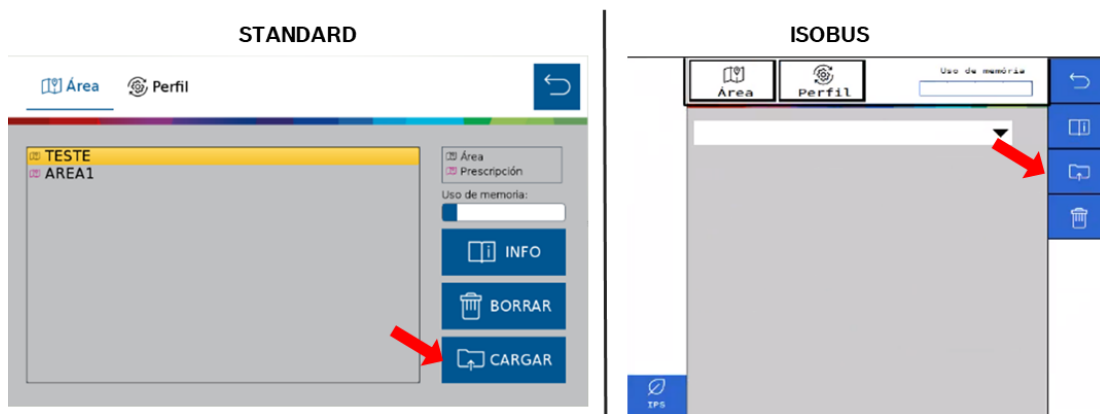 STANDARD
Área Perfil
TESTE
AREA1
Área
Prescripción
Uso de memoria:
INFO
BORRAR
CARGAR
ISOBUS
Área Perfil
Uso de memória
IPS